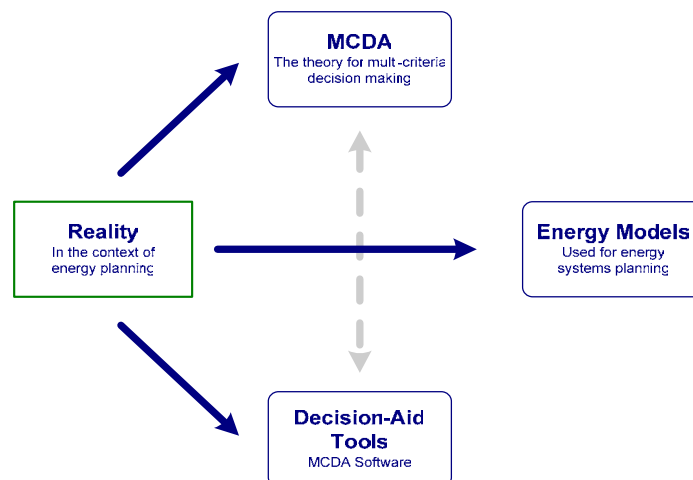 MCDA
The theory for mult-criteria
decision making
Reality
In the context of
energy planning
Energy Models
Used for energy
systems planning
Decision-Aid
Tools
MCDA Software